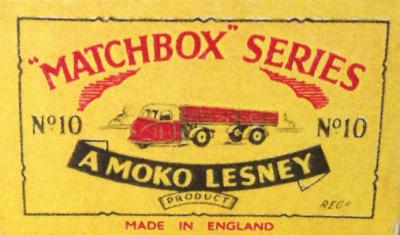 "MATCHBOX" SERIES
No10 No10
A MOKO LESNEY
PRODUCT
REGD
MADE IN ENGLAND